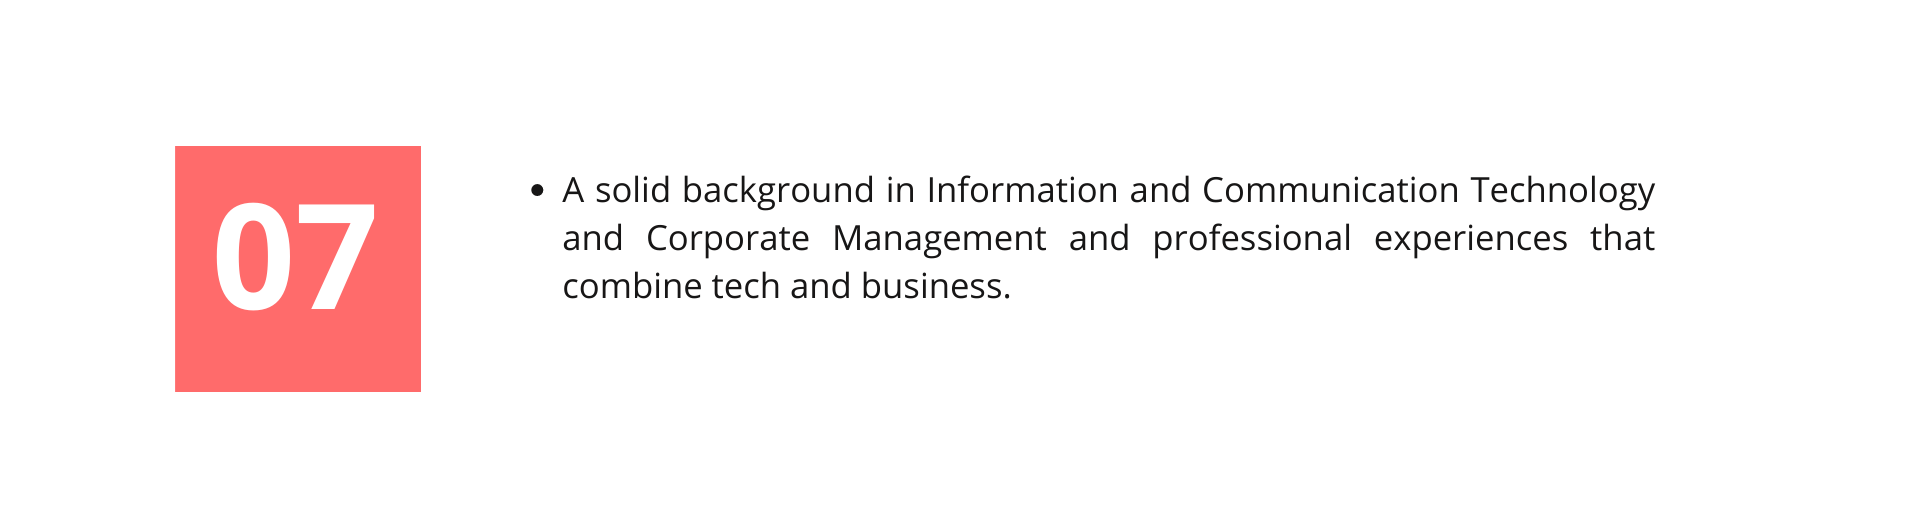 07
• A solid background in Information and Communication Technology
and Corporate Management and professional experiences that
combine tech and business.